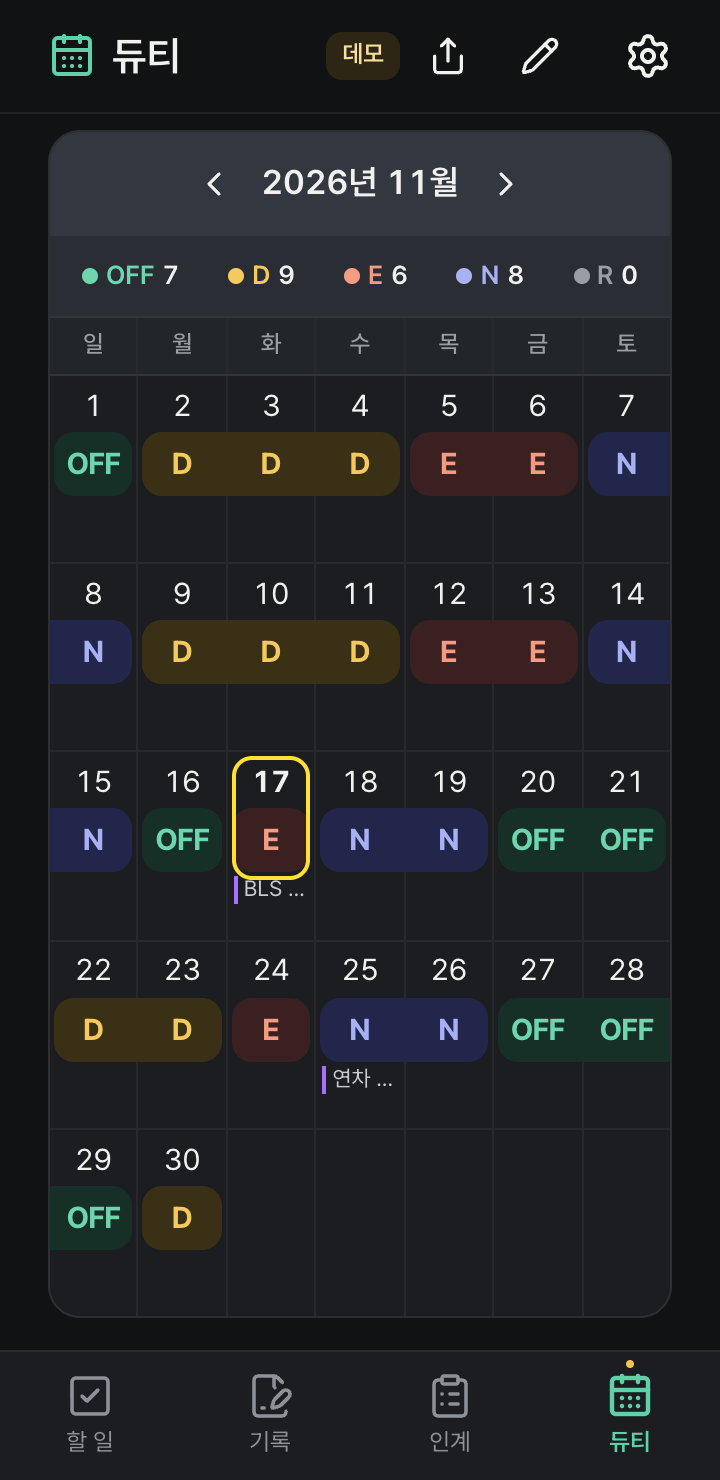 듀티 데모
2026년 11월
OFF 7 D 9 E 6 N 8 R 0
일 월 화 수 목 금 토
1 2 3 4 5 6 7
OFF D D D E E N
8 9 10 11 12 13 14
N D D D E E N
15 16 17 18 19 20 21
N OFF E N N OFF OFF
BLS ...
22 23 24 25 26 27 28
D D E N N OFF OFF
연차 ...
29 30
OFF D
할 일 기록 인계 듀티